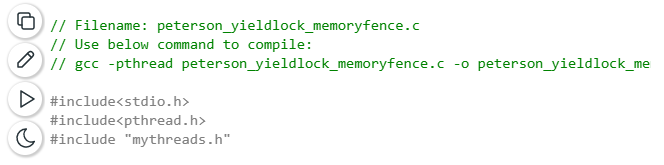 // Filename: peterson_yieldlock_memoryfence.c
// Use below command to compile:
// gcc -pthread peterson_yieldlock_memoryfence.c -o peterson_yieldlock_me
#include<stdio.h>
#include<pthread.h>
#include "mythreads.h"